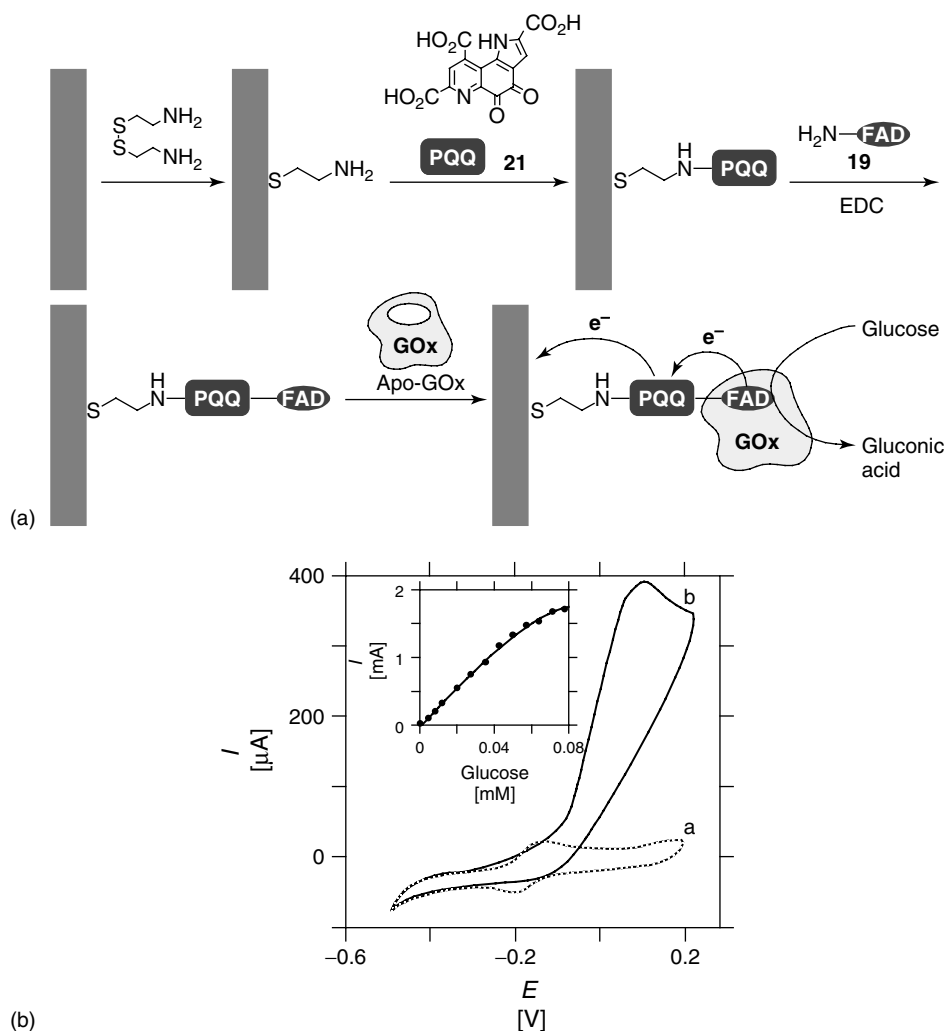 HO₂C
HO₂C
HN
CO₂H
N
O
O
S
S
NH₂
NH₂
S
NH₂
PQQ
21
S
H
N
PQQ
H₂N
FAD
19
EDC
S
H
N
PQQ
FAD
GOx
Apo-GOx
e⁻
e⁻
S
H
N
PQQ
FAD
GOx
Glucose
Gluconic
acid
(a)
400
200
0
I
[μA]
2
1
0
I
[mA]
0
0.04
0.08
Glucose
[mM]
b
a
−0.6
−0.2
0.2
E
[V]
(b)